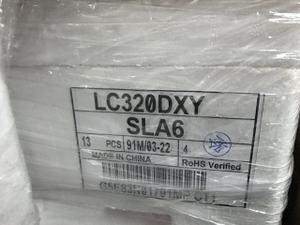 LC320DXY
SLA6
13 PCS 91M/03-22 4
MADE IN CHINA RoHS Verified